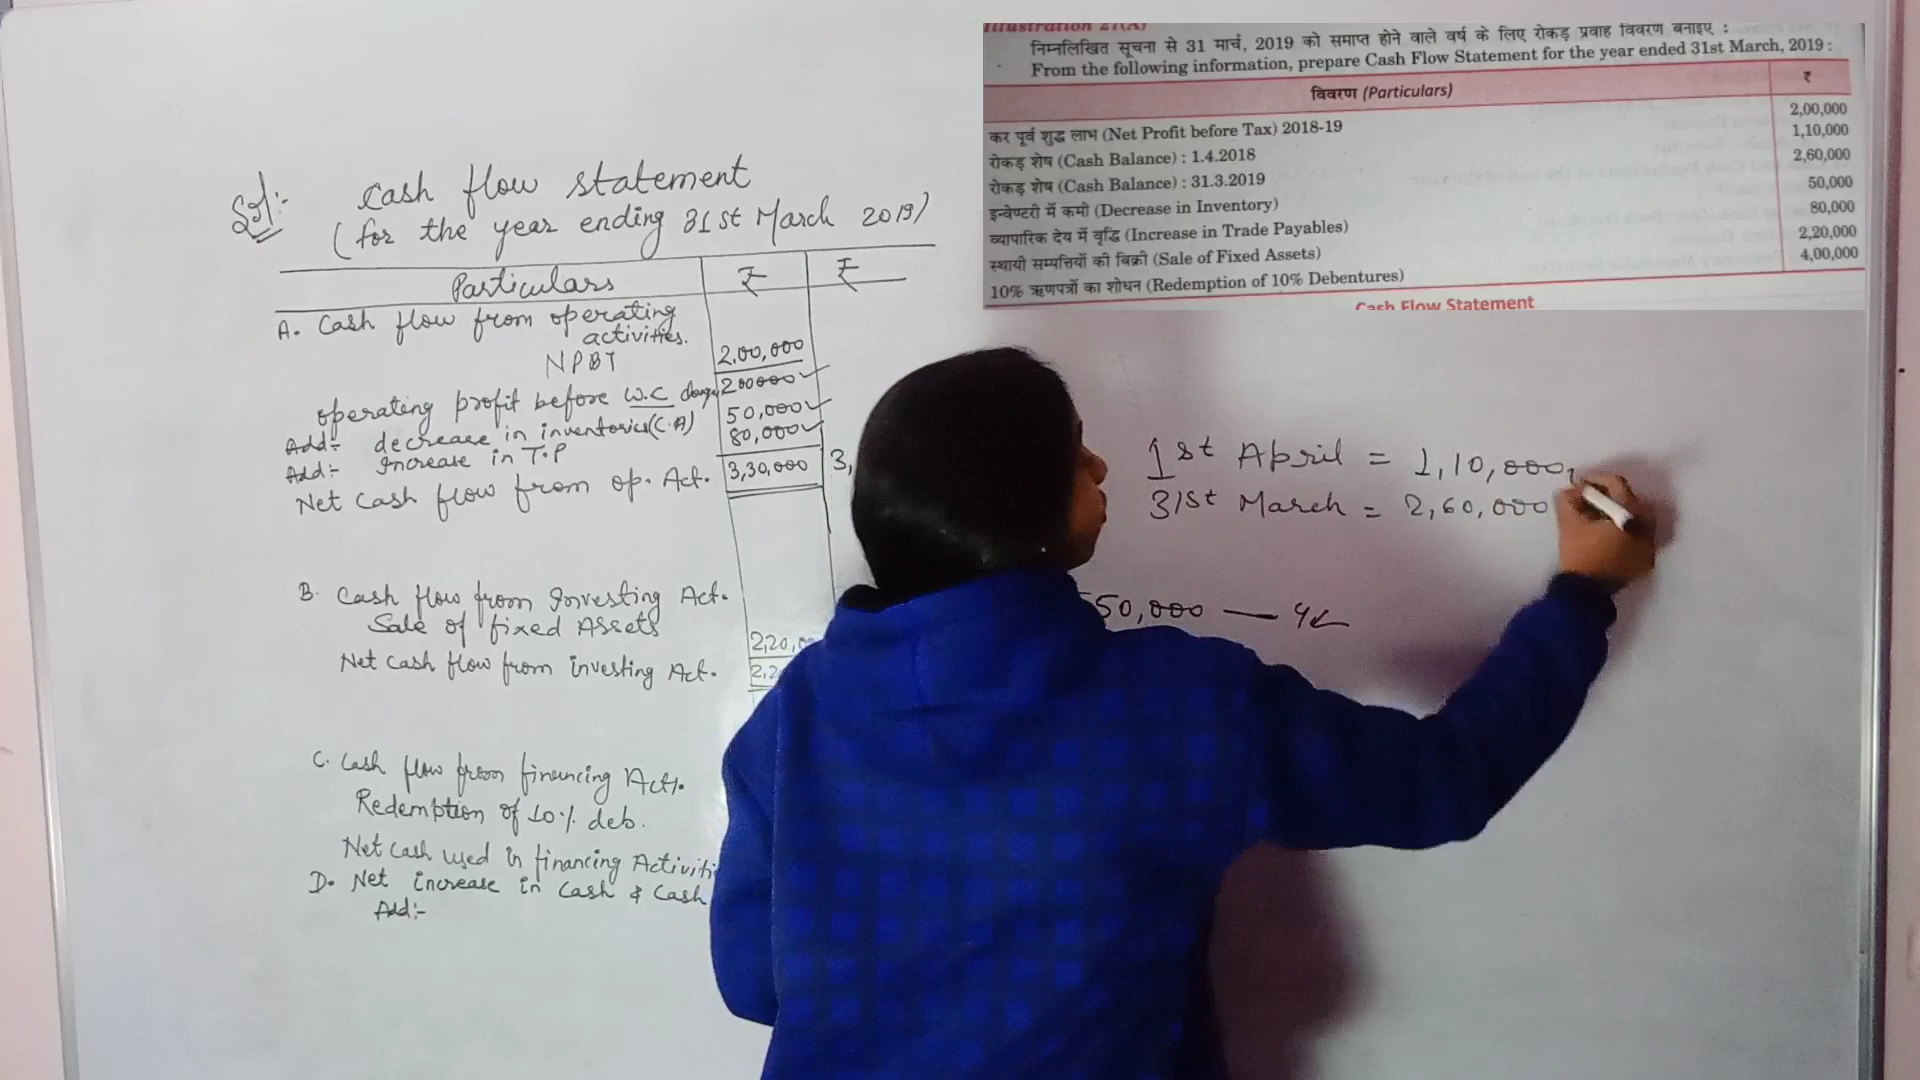 Illustration 21(A)
निम्नलिखित सूचना से 31 मार्च, 2019 को समाप्त होने वाले वर्ष के लिए रोकड़ प्रवाह विवरण बनाइए :
From the following information, prepare Cash Flow Statement for the year ended 31st March, 2019 :
विवरण (Particulars) ₹
कर पूर्व शुद्ध लाभ (Net Profit before Tax) 2018-19 2,00,000
रोकड़ शेष (Cash Balance) : 1.4.2018 1,10,000
रोकड़ शेष (Cash Balance) : 31.3.2019 2,60,000
इन्वेण्टरी में कमी (Decrease in Inventory) 50,000
व्यापारिक देय में वृद्धि (Increase in Trade Payables) 80,000
स्थायी सम्पत्तियों की बिक्री (Sale of Fixed Assets) 2,20,000
10% ऋणपत्रों का शोधन (Redemption of 10% Debentures) 4,00,000
Cash Flow Statement
Sol:- Cash flow statement
(for the year ending 31st March 2019)
Particulars ₹ ₹
A. Cash flow from operating
activities.
NPBT 2,00,000
operating profit before W.C 200000
Add:- decrease in inventories(C.A) 50,000
Add:- Increase in T.P 80,000
Net Cash flow from op. Act. 3,30,000 3,
B. Cash flow from Investing Act.
Sale of fixed Assets 2,20,0
Net cash flow from investing Act. 2,2
C. Cash flow from financing Act.
Redemption of 10% deb.
Net cash used in financing Activiti
D. Net increase in Cash & Cash
Add:-
1st April = 1,10,000
31st March = 2,60,000
50,000 —